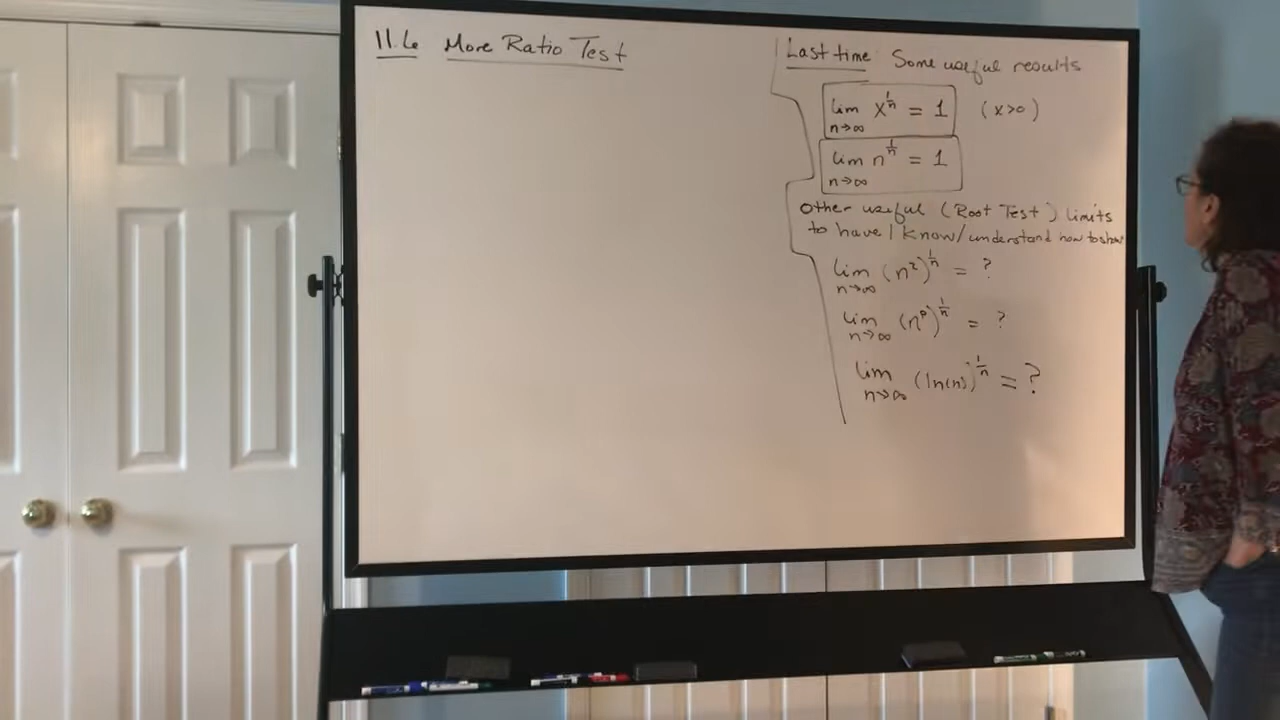 11.6 More Ratio Test
Last time: Some useful results
lim n→∞ x^(1/n) = 1 (x>0)
lim n→∞ n^(1/n) = 1
Other useful (Root Test) limits
to have/know/understand how to show
lim n→∞ (n²)^(1/n) = ?
lim n→∞ (n^p)^(1/n) = ?
lim n→∞ (ln(n))^(1/n) = ?